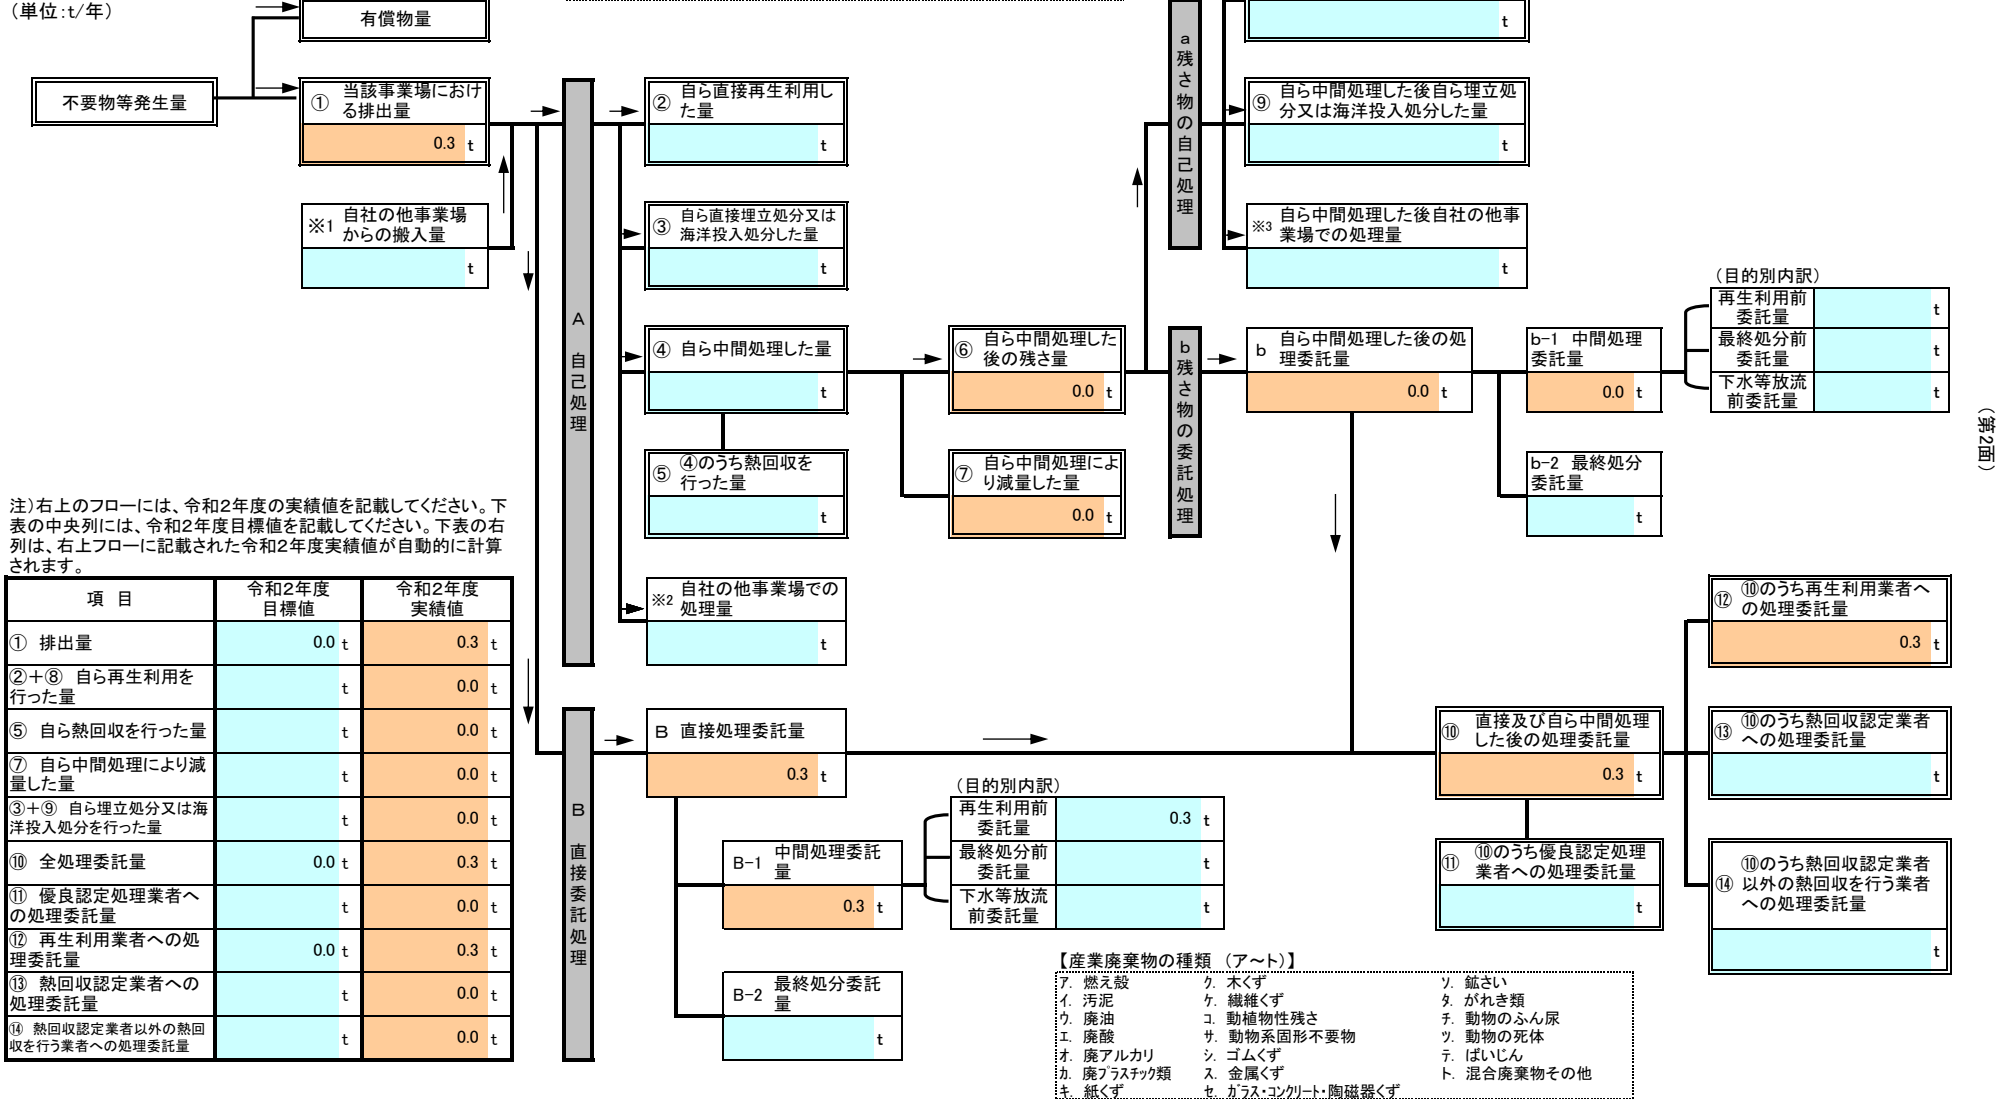 （単位：t/年）
有償物量
t
不要物等発生量
① 当該事業場におけ
る排出量
0.3 t
※1 自社の他事業場
からの搬入量
t
A 自己処理
② 自ら直接再生利用し
た量
t
③ 自ら直接埋立処分又は
海洋投入処分した量
t
④ 自ら中間処理した量
t
⑤ ④のうち熱回収を
行った量
t
※2 自社の他事業場での
処理量
t
⑥ 自ら中間処理した
後の残さ量
0.0 t
⑦ 自ら中間処理によ
り減量した量
0.0 t
a 残さ物の自己処理
⑨ 自ら中間処理した後自ら埋立処
分又は海洋投入処分した量
t
※3 自ら中間処理した後自社の他事
業場での処理量
t
b 残さ物の委託処理
b 自ら中間処理した後の処
理委託量
0.0 t
b-1 中間処理
委託量
0.0 t
b-2 最終処分
委託量
t
（目的別内訳）
再生利用前
委託量
t
最終処分前
委託量
t
下水等放流
前委託量
t
（第2面）
注）右上のフローには、令和２年度の実績値を記載してください。下
表の中央列には、令和２年度目標値を記載してください。下表の右
列は、右上フローに記載された令和２年度実績値が自動的に計算
されます。
項 目
令和２年度
目標値
令和２年度
実績値
① 排出量 0.0 t 0.3 t
②＋⑧ 自ら再生利用を
行った量
t 0.0 t
⑤ 自ら熱回収を行った量 t 0.0 t
⑦ 自ら中間処理により減
量した量
t 0.0 t
③＋⑨ 自ら埋立処分又は海
洋投入処分を行った量
t 0.0 t
⑩ 全処理委託量 0.0 t 0.3 t
⑪ 優良認定処理業者へ
の処理委託量
t 0.0 t
⑫ 再生利用業者への処
理委託量
0.0 t 0.3 t
⑬ 熱回収認定業者への
処理委託量
t 0.0 t
⑭ 熱回収認定業者以外の熱回
収を行う業者への処理委託量
t 0.0 t
B 直接委託処理
B 直接処理委託量
0.3 t
B-1 中間処理委託
量
0.3 t
B-2 最終処分委託
量
t
（目的別内訳）
再生利用前
委託量
0.3 t
最終処分前
委託量
t
下水等放流
前委託量
t
⑩ 直接及び自ら中間処理
した後の処理委託量
0.3 t
⑪ ⑩のうち優良認定処理
業者への処理委託量
t
⑫ ⑩のうち再生利用業者へ
の処理委託量
0.3 t
⑬ ⑩のうち熱回収認定業者
への処理委託量
t
⑭ ⑩のうち熱回収認定業者
以外の熱回収を行う業者
への処理委託量
t
【産業廃棄物の種類 （ア～ト）】
ア. 燃え殻
イ. 汚泥
ウ. 廃油
エ. 廃酸
オ. 廃アルカリ
カ. 廃プラスチック類
キ. 紙くず
ク. 木くず
ケ. 繊維くず
コ. 動植物性残さ
サ. 動物系固形不要物
シ. ゴムくず
ス. 金属くず
セ. ガラス・コンクリート・陶磁器くず
ソ. 鉱さい
タ. がれき類
チ. 動物のふん尿
ツ. 動物の死体
テ. ばいじん
ト. 混合廃棄物その他